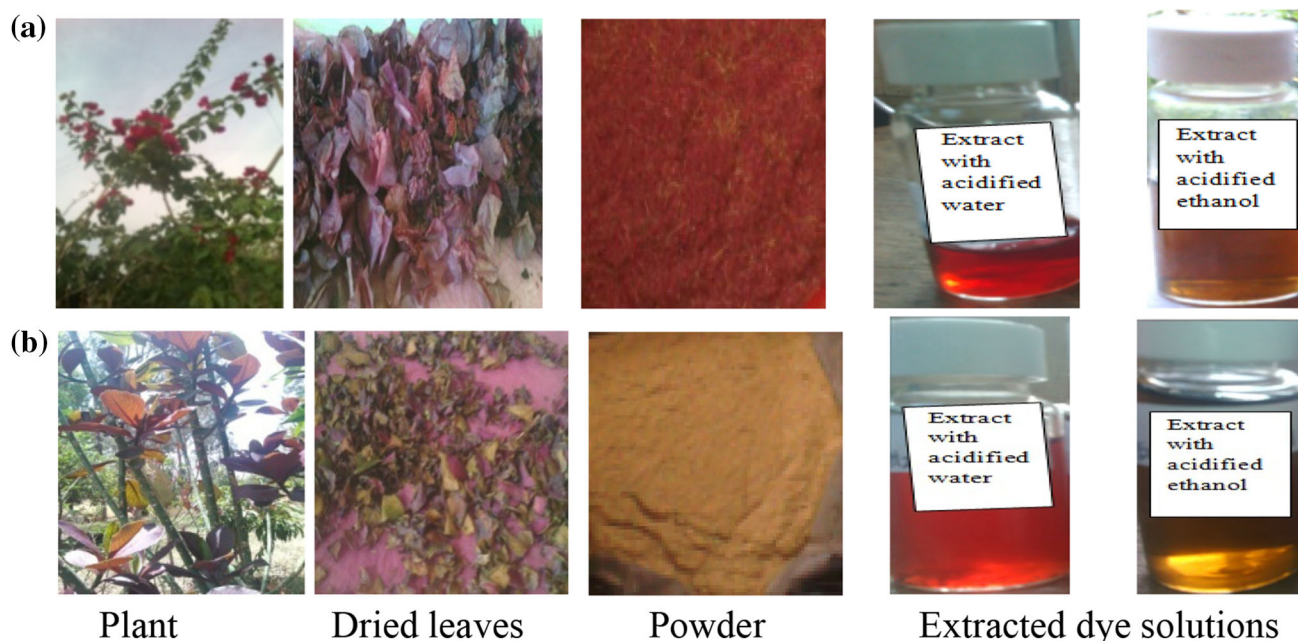 (a)
Extract
with
acidified
water
Extract
with
acidified
ethanol
(b)
Extract
with
acidified
water
Extract
with
acidified
ethanol
Plant
Dried leaves
Powder
Extracted dye solutions